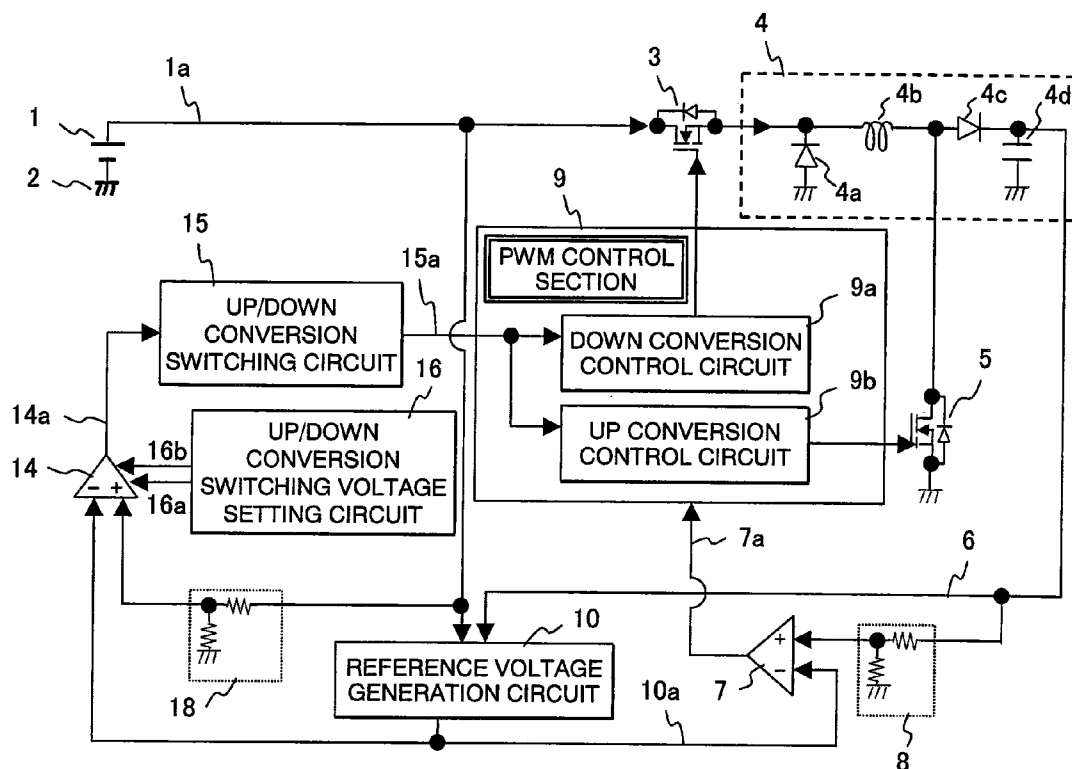 4
1a
3
4b
4c
4d
1
2
4a
9
15
15a
PWM CONTROL
SECTION
9a
UP/DOWN
CONVERSION
SWITCHING CIRCUIT
DOWN CONVERSION
CONTROL CIRCUIT
16
9b
5
14a
UP/DOWN
CONVERSION
SWITCHING VOLTAGE
SETTING CIRCUIT
UP CONVERSION
CONTROL CIRCUIT
14
16b
- +
16a
7a
6
10
+
-
REFERENCE VOLTAGE
GENERATION CIRCUIT
18
10a
7
8